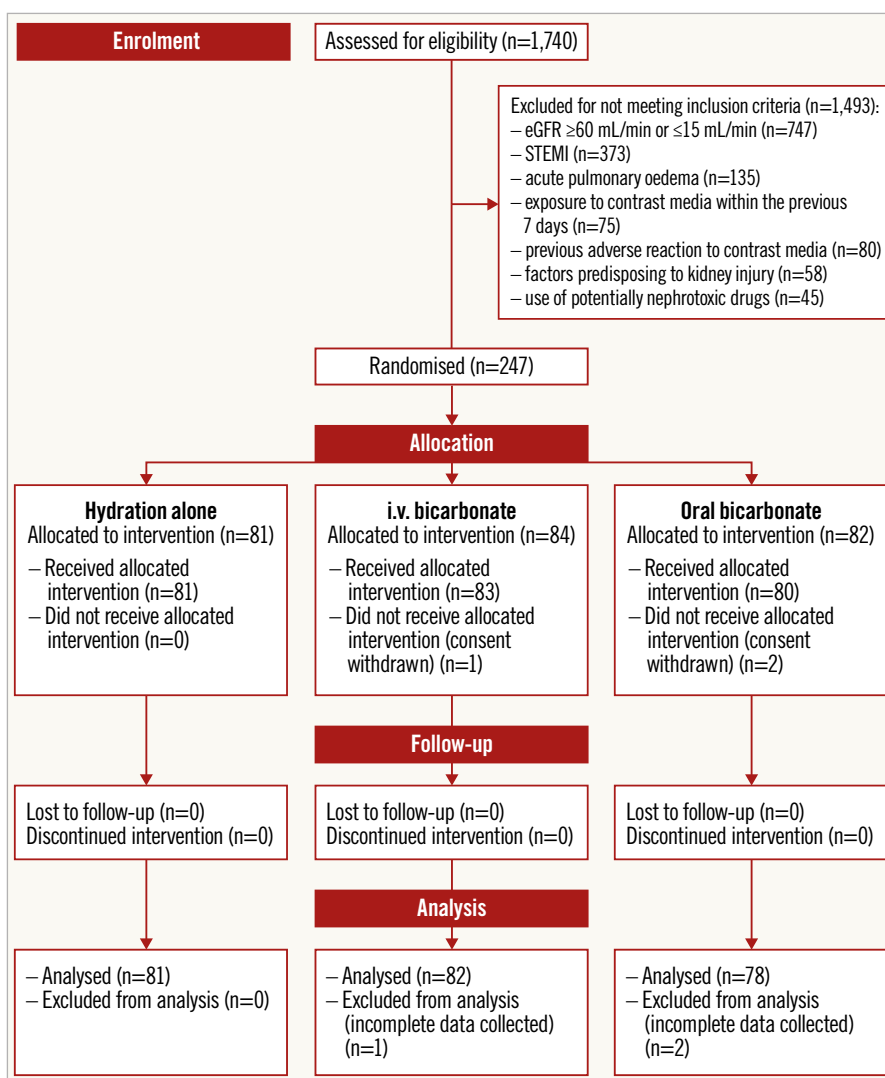 Enrolment
Assessed for eligibility (n=1,740)
Excluded for not meeting inclusion criteria (n=1,493):
– eGFR ≥60 mL/min or ≤15 mL/min (n=747)
– STEMI (n=373)
– acute pulmonary oedema (n=135)
– exposure to contrast media within the previous
7 days (n=75)
– previous adverse reaction to contrast media (n=80)
– factors predisposing to kidney injury (n=58)
– use of potentially nephrotoxic drugs (n=45)
Randomised (n=247)
Allocation
Hydration alone
Allocated to intervention (n=81)
– Received allocated
intervention (n=81)
– Did not receive allocated
intervention (n=0)
i.v. bicarbonate
Allocated to intervention (n=84)
– Received allocated
intervention (n=83)
– Did not receive allocated
intervention (consent
withdrawn) (n=1)
Oral bicarbonate
Allocated to intervention (n=82)
– Received allocated
intervention (n=80)
– Did not receive allocated
intervention (consent
withdrawn) (n=2)
Follow-up
Lost to follow-up (n=0)
Discontinued intervention (n=0)
Lost to follow-up (n=0)
Discontinued intervention (n=0)
Lost to follow-up (n=0)
Discontinued intervention (n=0)
Analysis
– Analysed (n=81)
– Excluded from analysis (n=0)
– Analysed (n=82)
– Excluded from analysis
(incomplete data collected)
(n=1)
– Analysed (n=78)
– Excluded from analysis
(incomplete data collected)
(n=2)